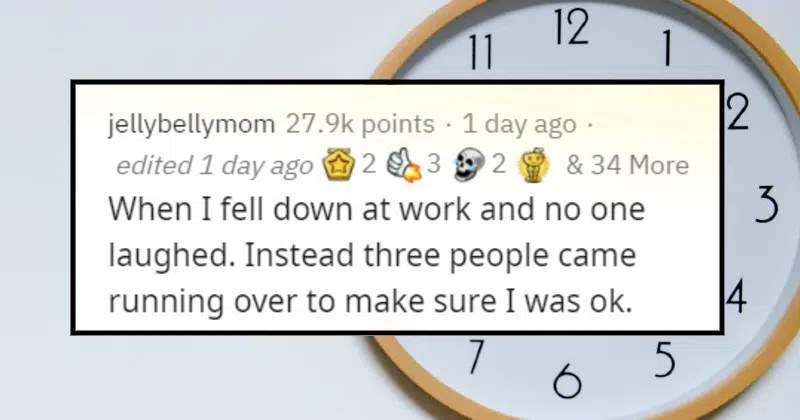 11 12 1
jellybellymom 27.9k points · 1 day ago ·
2
edited 1 day ago 2 3 2 & 34 More
When I fell down at work and no one
3
laughed. Instead three people came
running over to make sure I was ok.
4
7 6 5